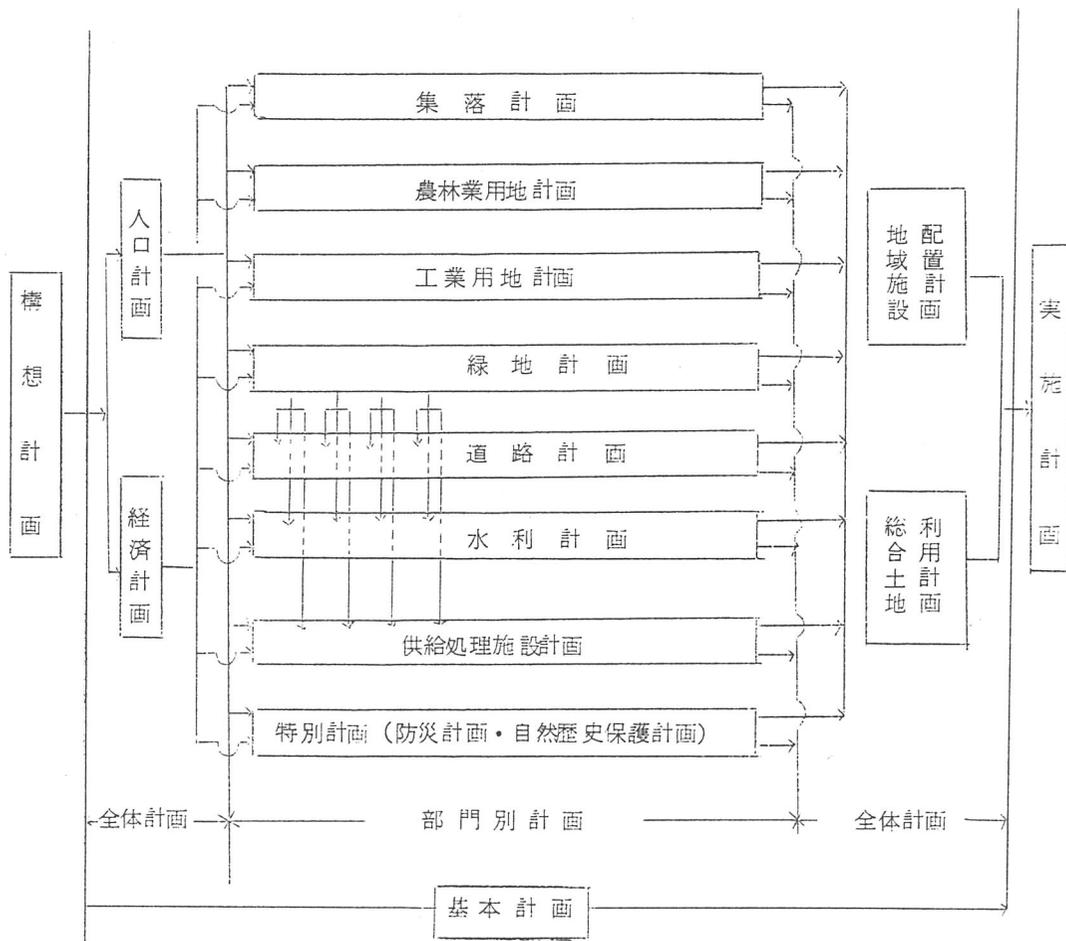 構想計画
人口計画
経済計画
集落計画
農林業用地計画
工業用地計画
緑地計画
道路計画
水利計画
供給処理施設計画
特別計画（防災計画・自然歴史保護計画）
地域施設
配置計画
総合土地
利用計画
実施計画
全体計画
部門別計画
全体計画
基本計画